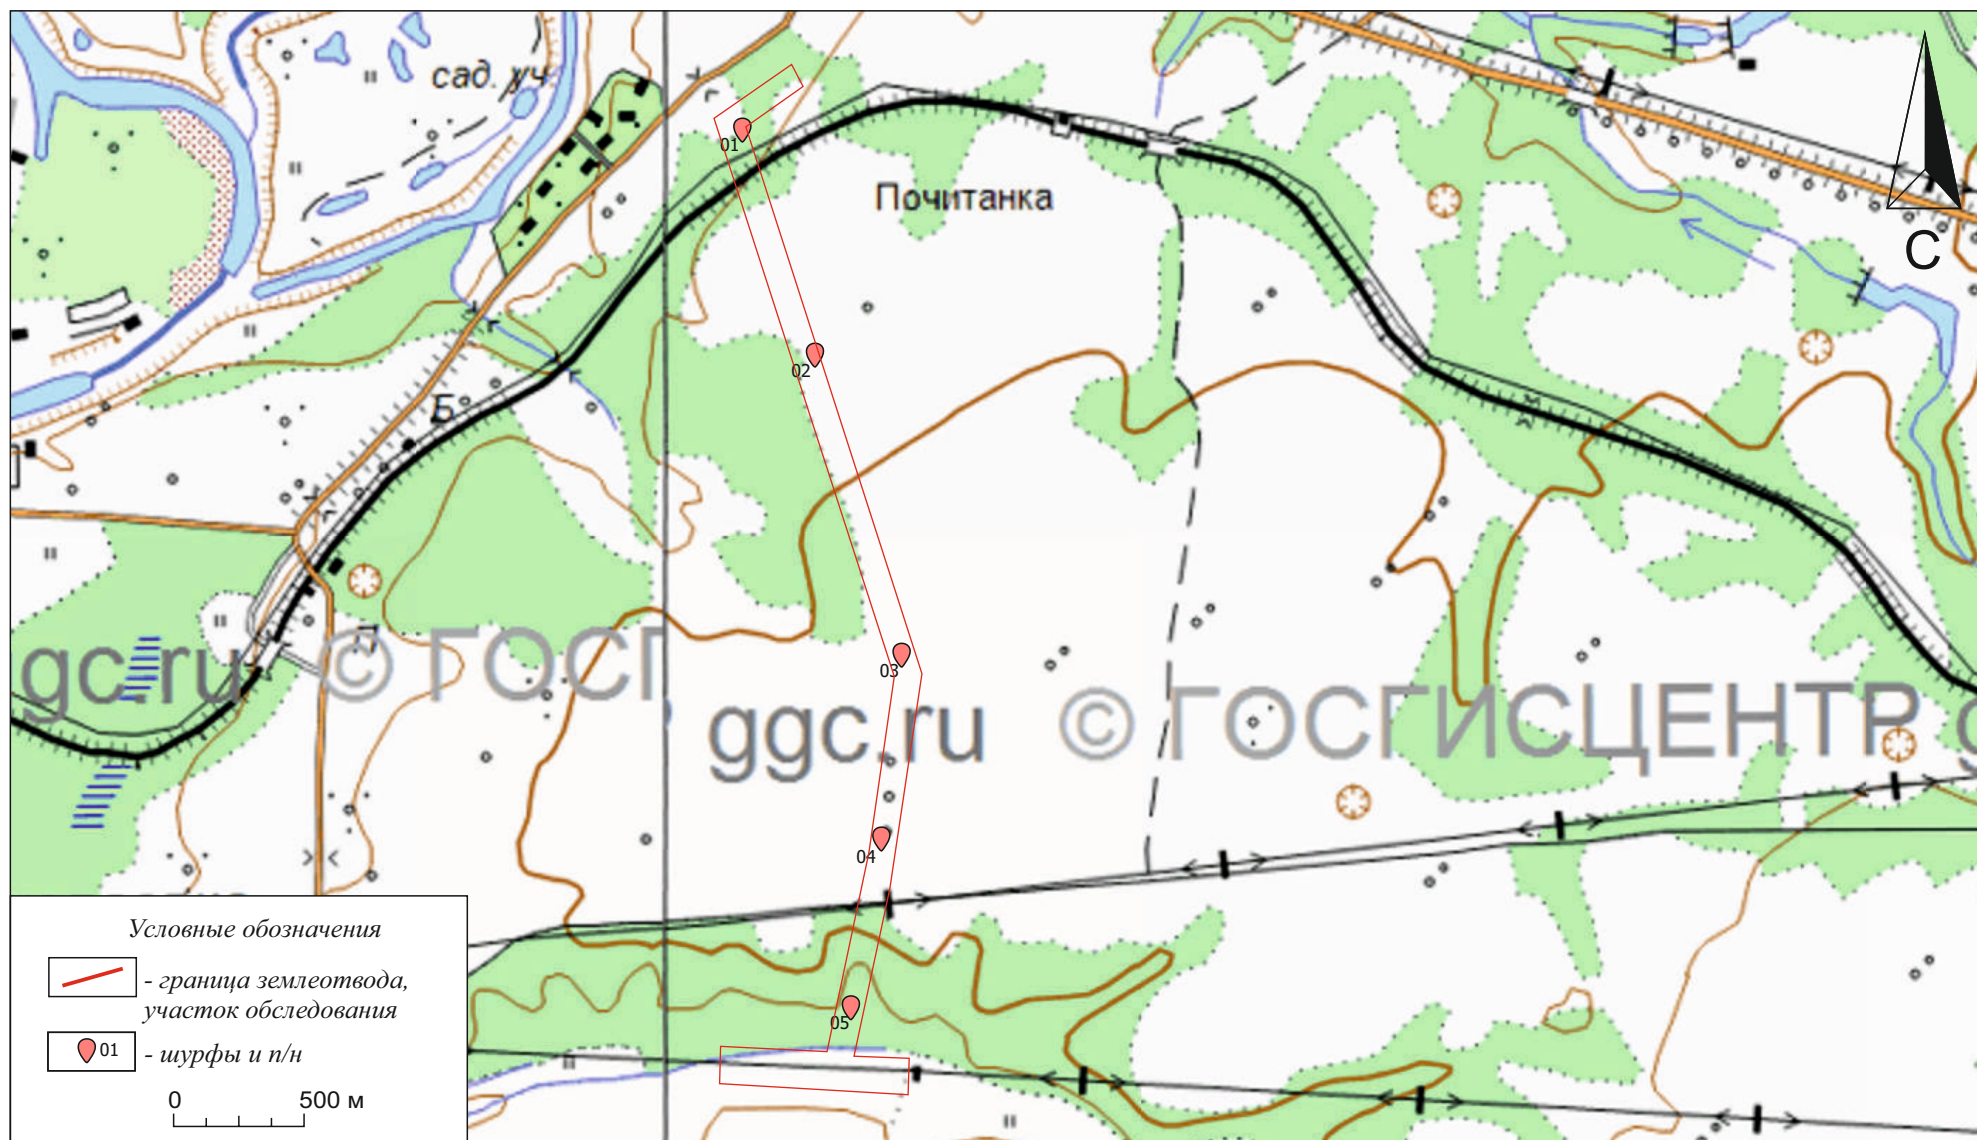 сад. уч
01
Почитанка
С
02
Б
03
gc.ru © ГОСГ
ggc.ru © ГОСГИСЦЕНТР g
04
05
Условные обозначения
- граница землеотвода,
участок обследования
01 - шурфы и п/н
0 500 м